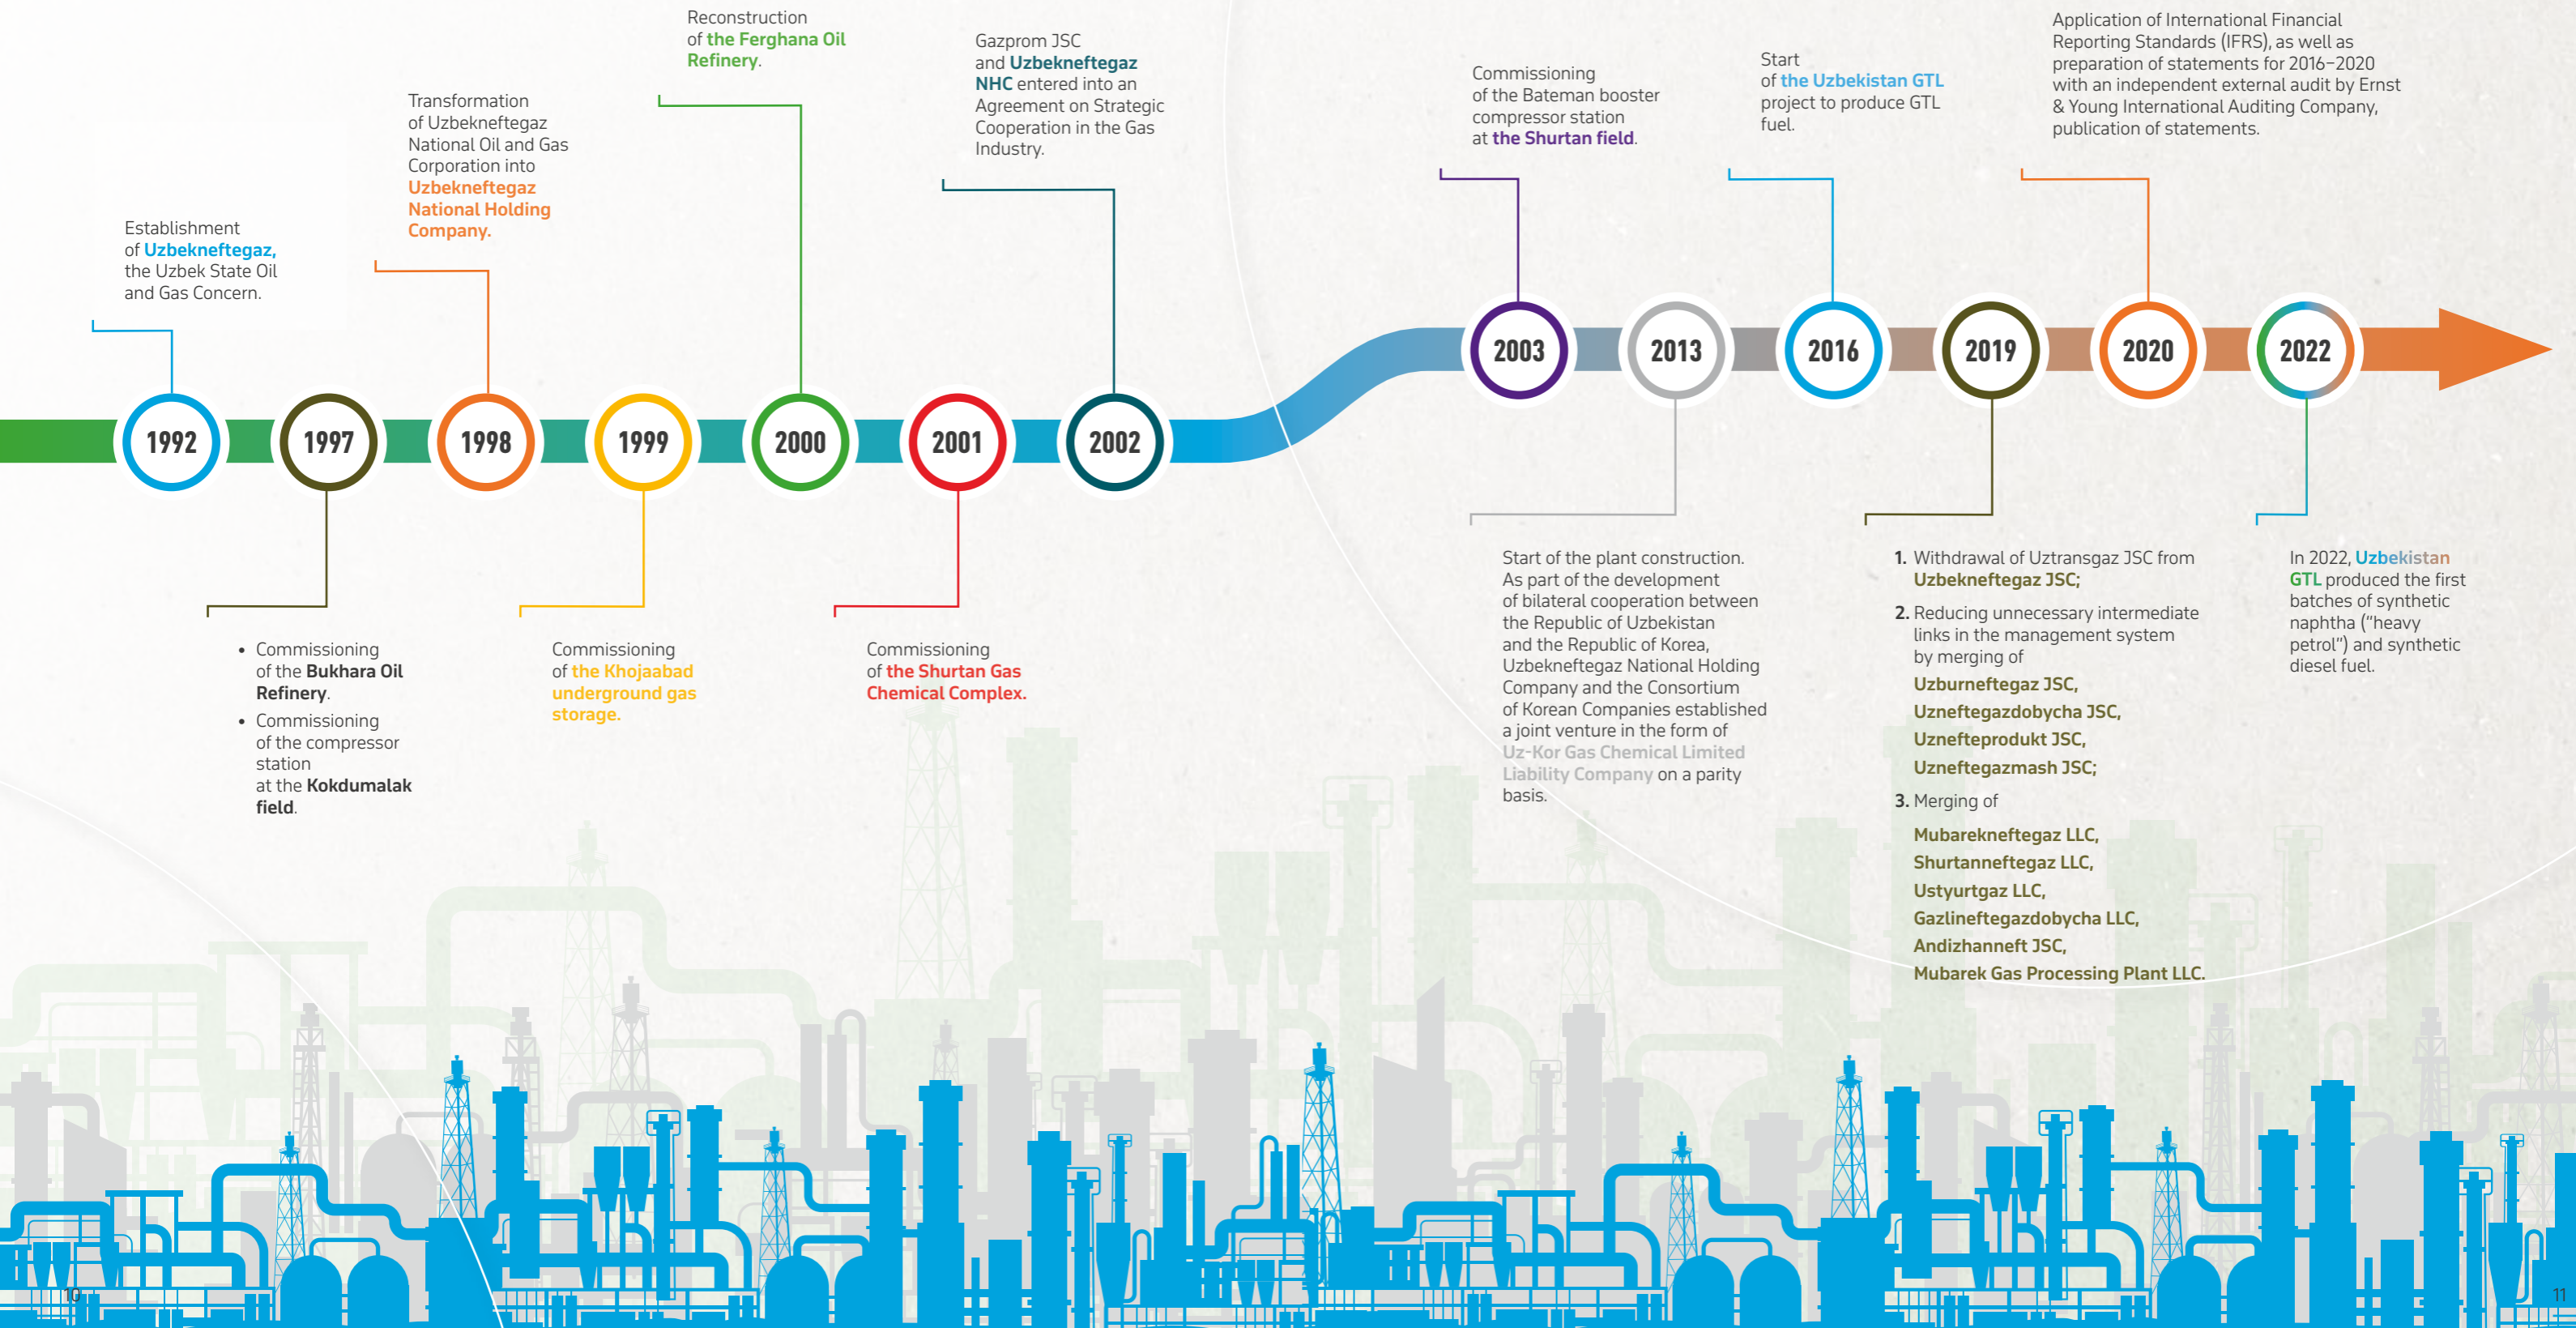 1992
Establishment
of Uzbekneftegaz,
the Uzbek State Oil
and Gas Concern.
1997
• Commissioning
of the Bukhara Oil
Refinery.
• Commissioning
of the compressor
station
at the Kokdumalak
field.
1998
Transformation
of Uzbekneftegaz
National Oil and Gas
Corporation into
Uzbekneftegaz
National Holding
Company.
1999
Commissioning
of the Khojaabad
underground gas
storage.
2000
Reconstruction
of the Ferghana Oil
Refinery.
2001
Commissioning
of the Shurtan Gas
Chemical Complex.
2002
Gazprom JSC
and Uzbekneftegaz
NHC entered into an
Agreement on Strategic
Cooperation in the Gas
Industry.
2003
Commissioning
of the Bateman booster
compressor station
at the Shurtan field.
2013
Start of the plant construction.
As part of the development
of bilateral cooperation between
the Republic of Uzbekistan
and the Republic of Korea,
Uzbekneftegaz National Holding
Company and the Consortium
of Korean Companies established
a joint venture in the form of
Uz-Kor Gas Chemical Limited
Liability Company on a parity
basis.
2016
Start
of the Uzbekistan GTL
project to produce GTL
fuel.
2019
1. Withdrawal of Uztransgaz JSC from
Uzbekneftegaz JSC;
2. Reducing unnecessary intermediate
links in the management system
by merging of
Uzburneftegaz JSC,
Uzneftegazdobycha JSC,
Uznefteprodukt JSC,
Uzneftegazmash JSC;
3. Merging of
Mubarekneftegaz LLC,
Shurtanneftegaz LLC,
Ustyurtgaz LLC,
Gazlineftegazdobycha LLC,
Andizhanneft JSC,
Mubarek Gas Processing Plant LLC.
2020
Application of International Financial
Reporting Standards (IFRS), as well as
preparation of statements for 2016–2020
with an independent external audit by Ernst
& Young International Auditing Company,
publication of statements.
2022
In 2022, Uzbekistan
GTL produced the first
batches of synthetic
naphtha ("heavy
petrol") and synthetic
diesel fuel.
10
11